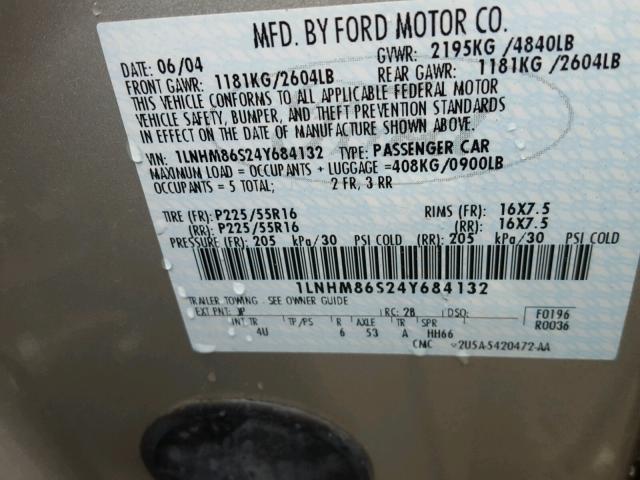 MFD. BY FORD MOTOR CO.
DATE: 06/04 GVWR: 2195KG /4840LB
FRONT GAWR: 1181KG/2604LB REAR GAWR: 1181KG/2604LB
THIS VEHICLE CONFORMS TO ALL APPLICABLE FEDERAL MOTOR
VEHICLE SAFETY, BUMPER, AND THEFT PREVENTION STANDARDS
IN EFFECT ON THE DATE OF MANUFACTURE SHOWN ABOVE.
VIN: 1LNHM86S24Y684132 TYPE: PASSENGER CAR
MAXIMUM LOAD = OCCUPANTS + LUGGAGE = 408KG/0900LB
OCCUPANTS = 5 TOTAL; 2 FR, 3 RR
TIRE (FR): P225/55R16 RIMS (FR): 16X7.5
(RR): P225/55R16 (RR): 16X7.5
PRESSURE (FR): 205 kPa/30 PSI COLD (RR): 205 kPa/30 PSI COLD
1LNHM86S24Y684132
TRAILER TOWING - SEE OWNER GUIDE
EXT PNT: JP RC: 2B DSO: F0196
INT TR TP/PS R AXLE TR SPR R0036
4U 6 53 A HH66
CMC 2U5A-5420472-AA